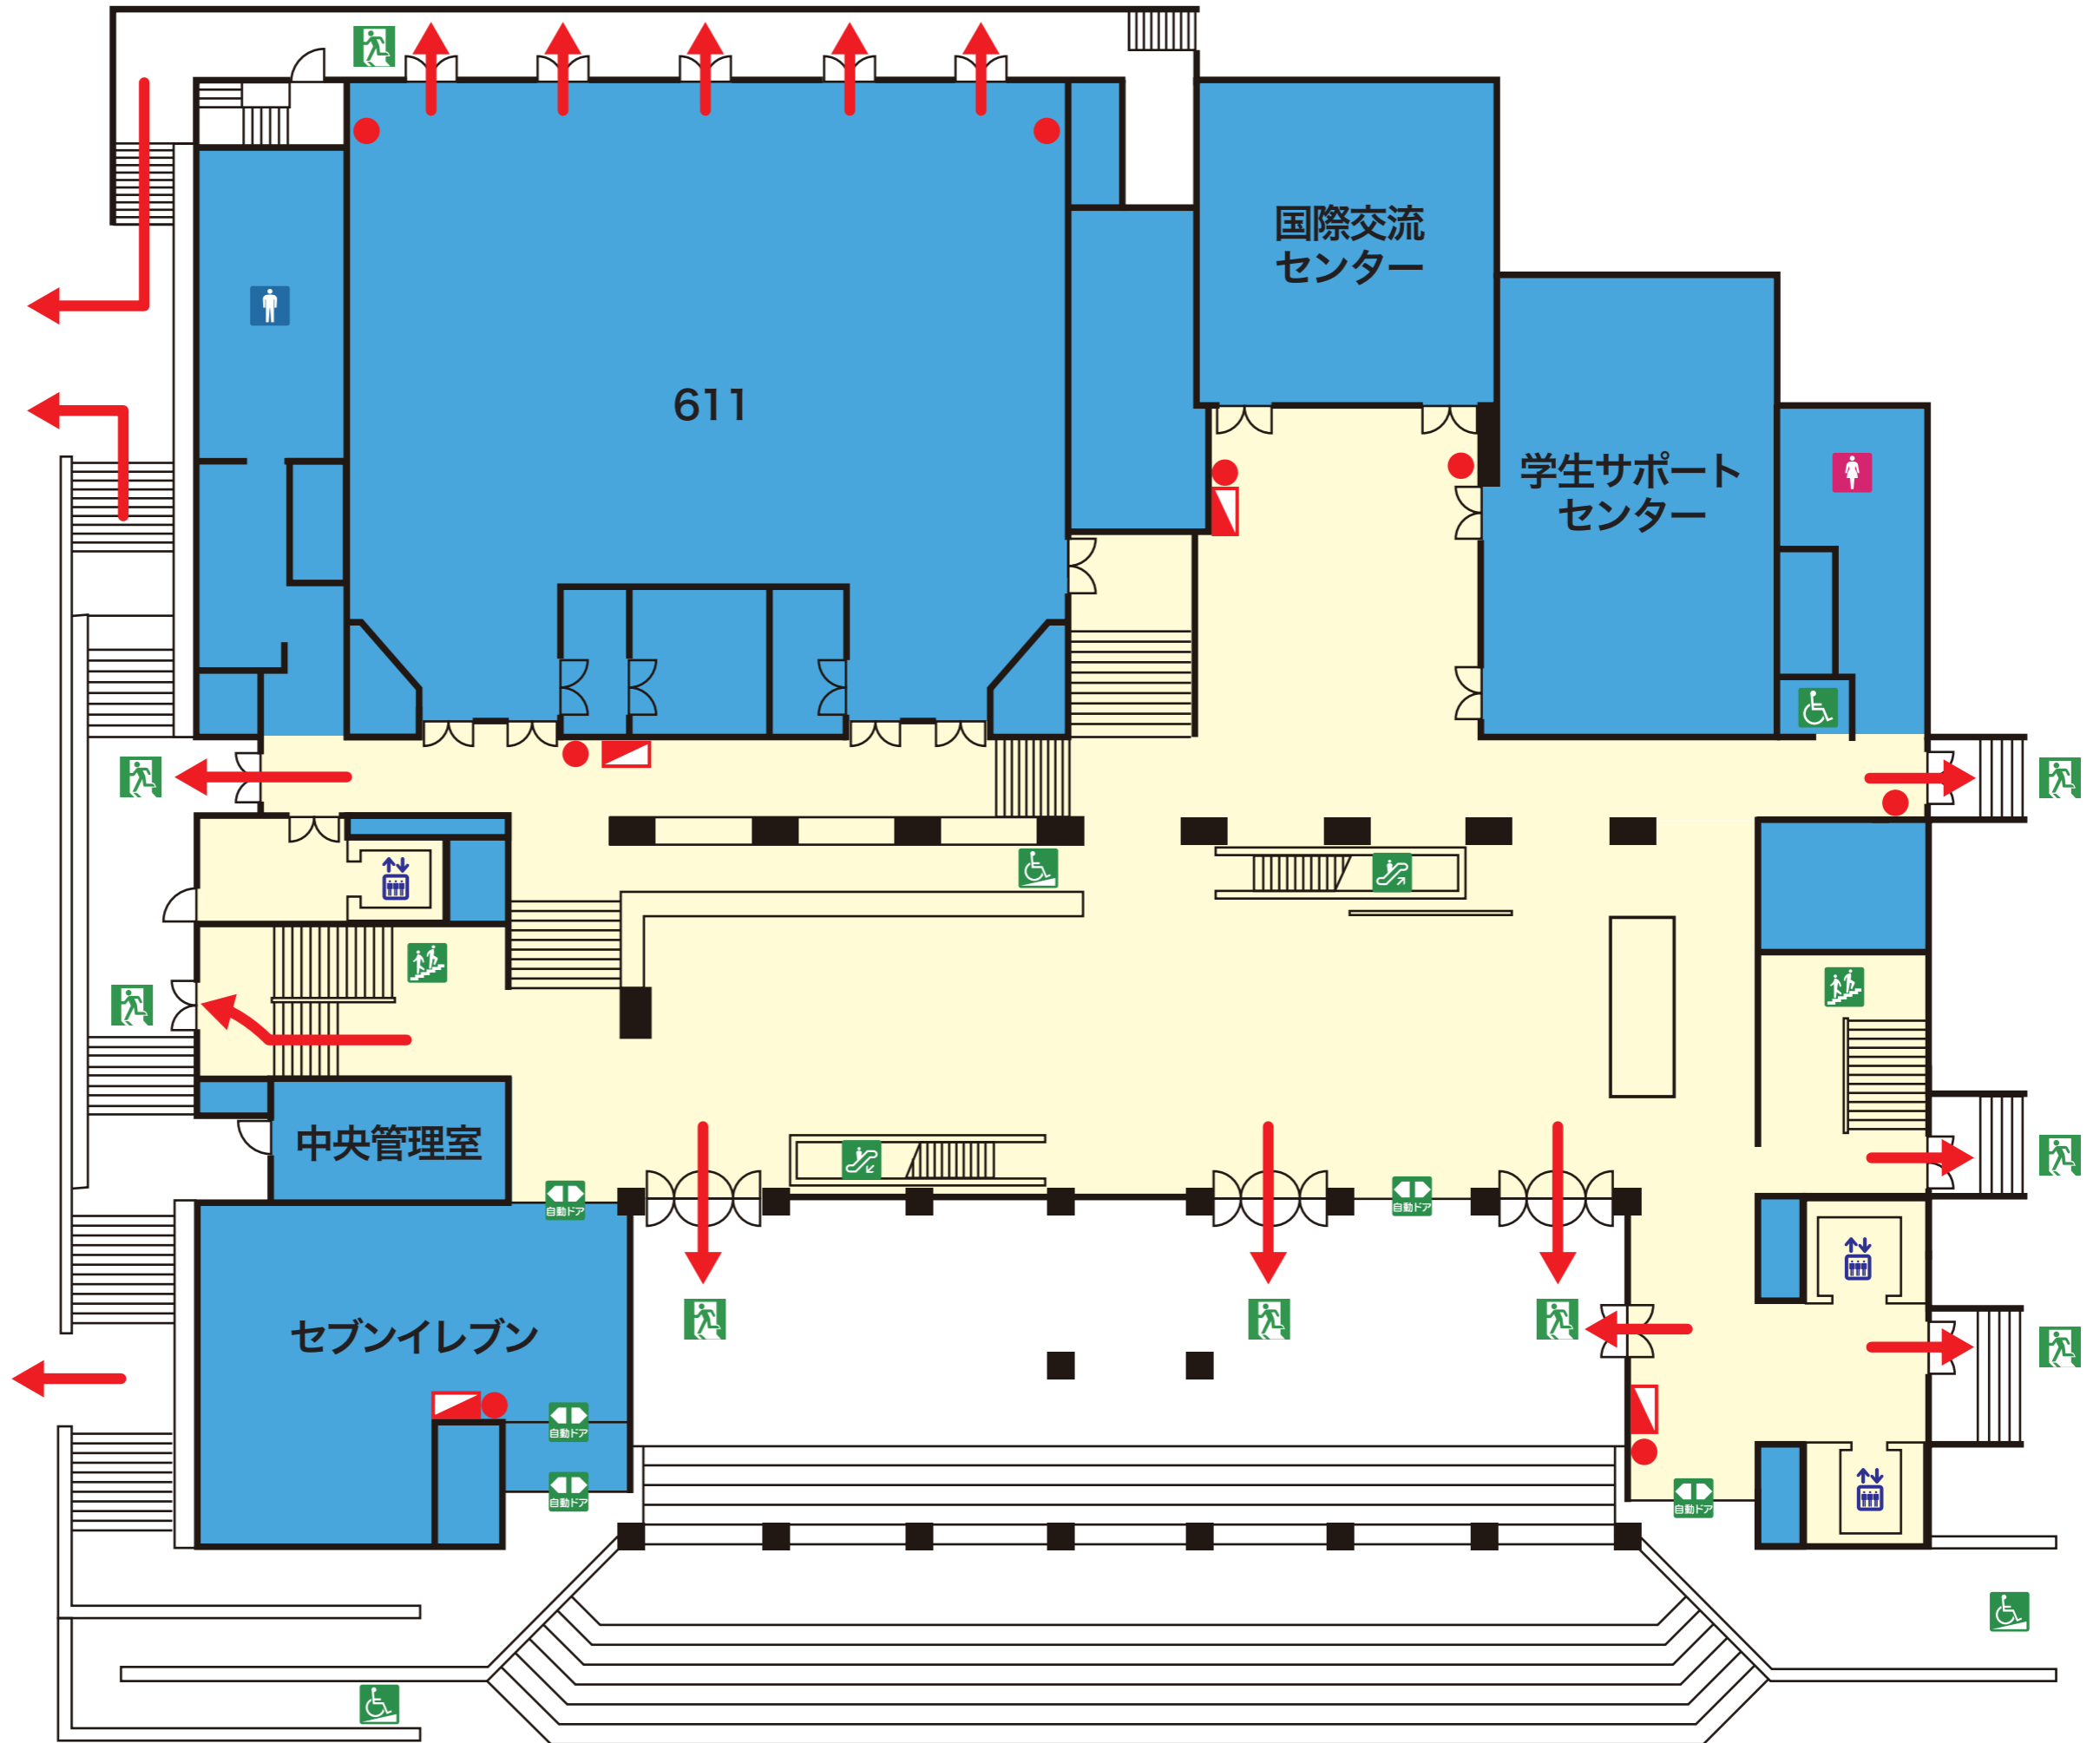 国際交流
センター
611
学生サポート
センター
中央管理室
自動ドア
自動ドア
セブンイレブン
自動ドア
自動ドア
自動ドア